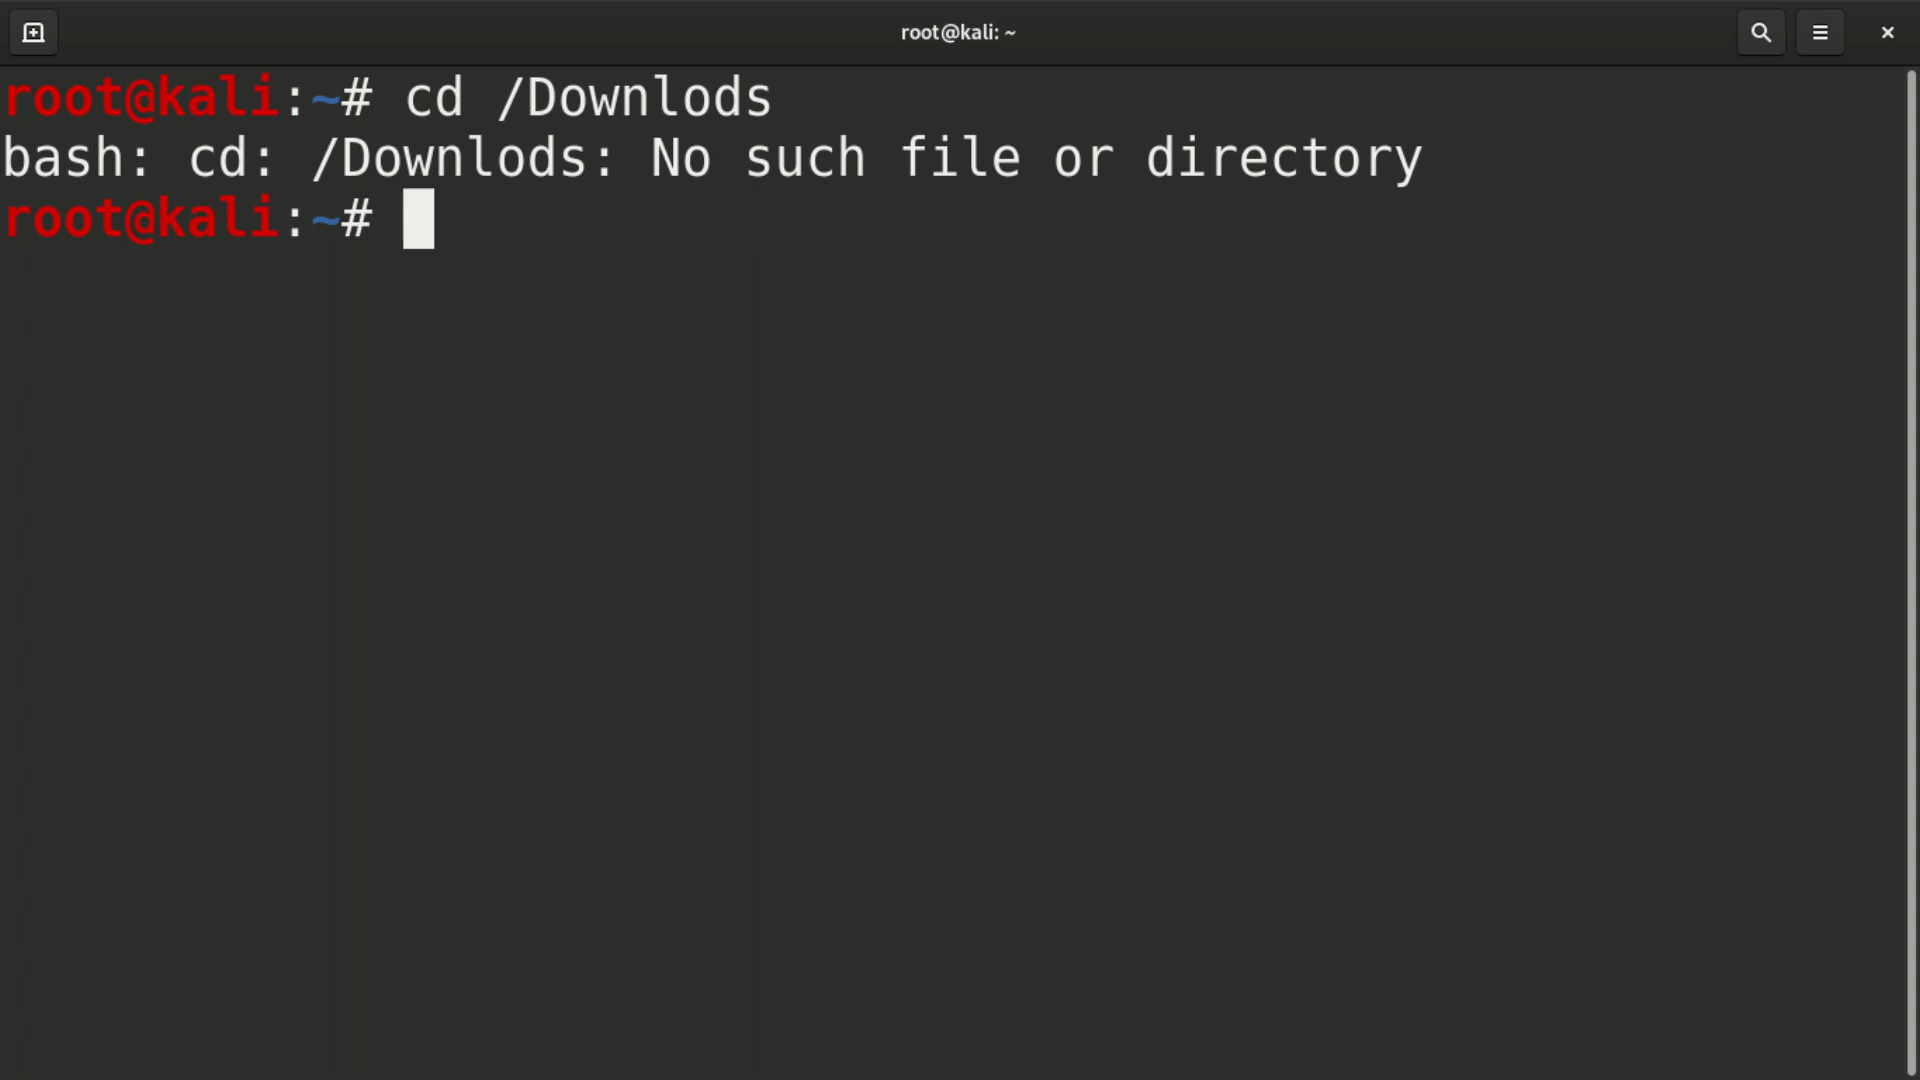 root@kali: ~
root@kali:~# cd /Downlods
bash: cd: /Downlods: No such file or directory
root@kali:~#